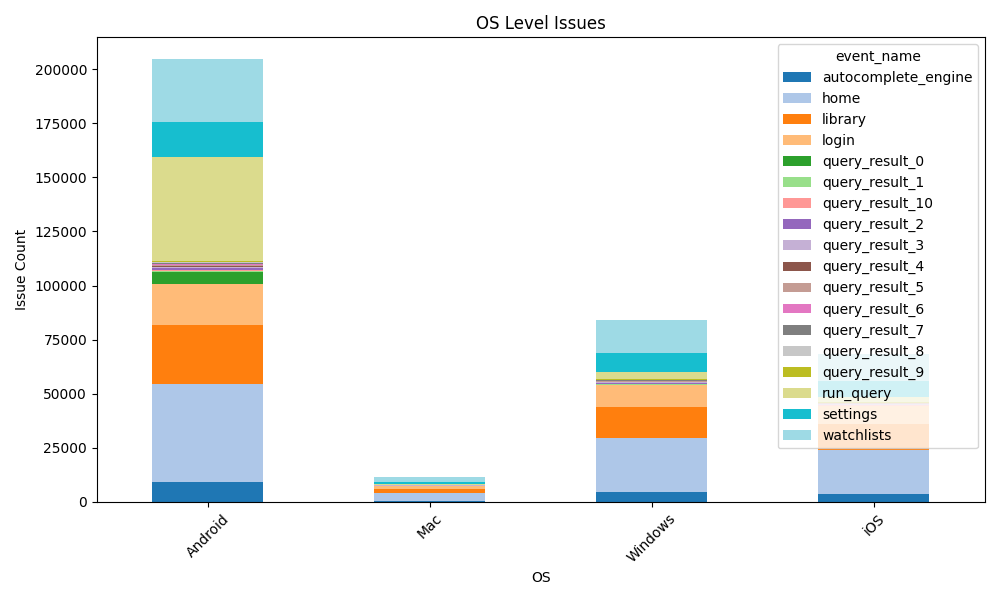 OS Level Issues
Issue Count
200000
175000
150000
125000
100000
75000
50000
25000
0
event_name
autocomplete_engine
home
library
login
query_result_0
query_result_1
query_result_10
query_result_2
query_result_3
query_result_4
query_result_5
query_result_6
query_result_7
query_result_8
query_result_9
run_query
settings
watchlists
Android
Mac
Windows
iOS
OS